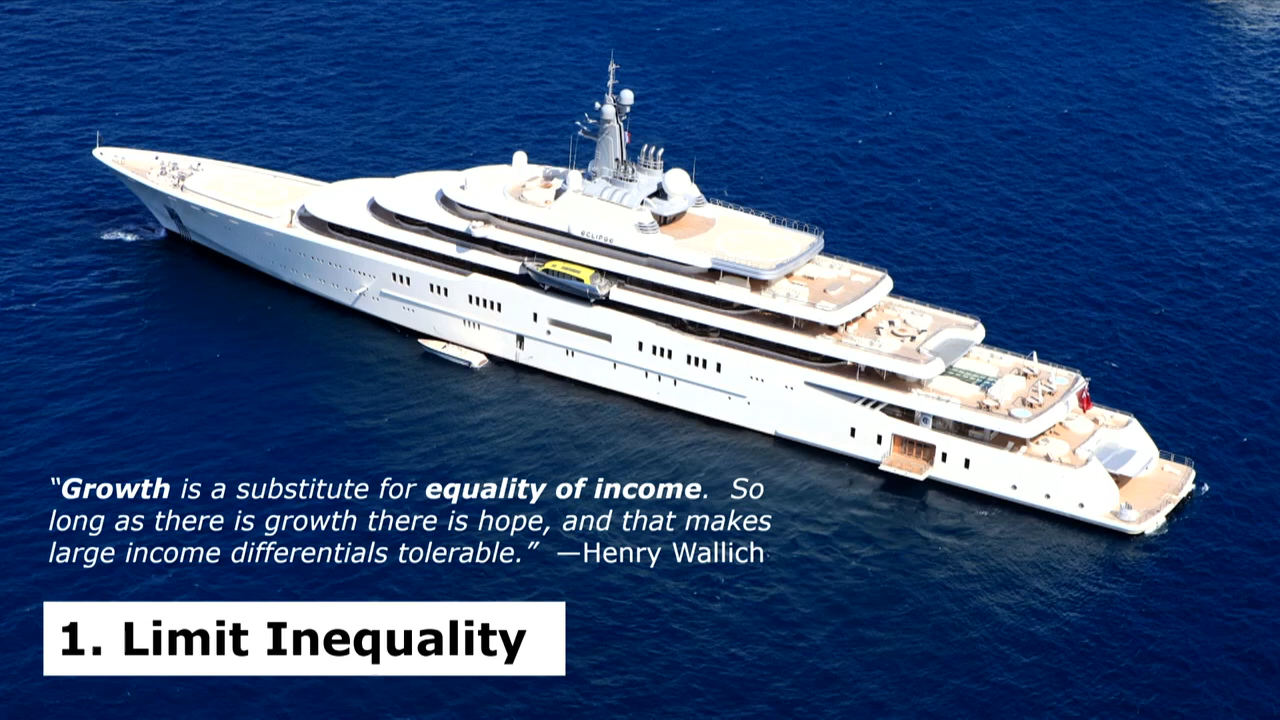 eclipse
“Growth is a substitute for equality of income. So
long as there is growth there is hope, and that makes
large income differentials tolerable.” —Henry Wallich
1. Limit Inequality